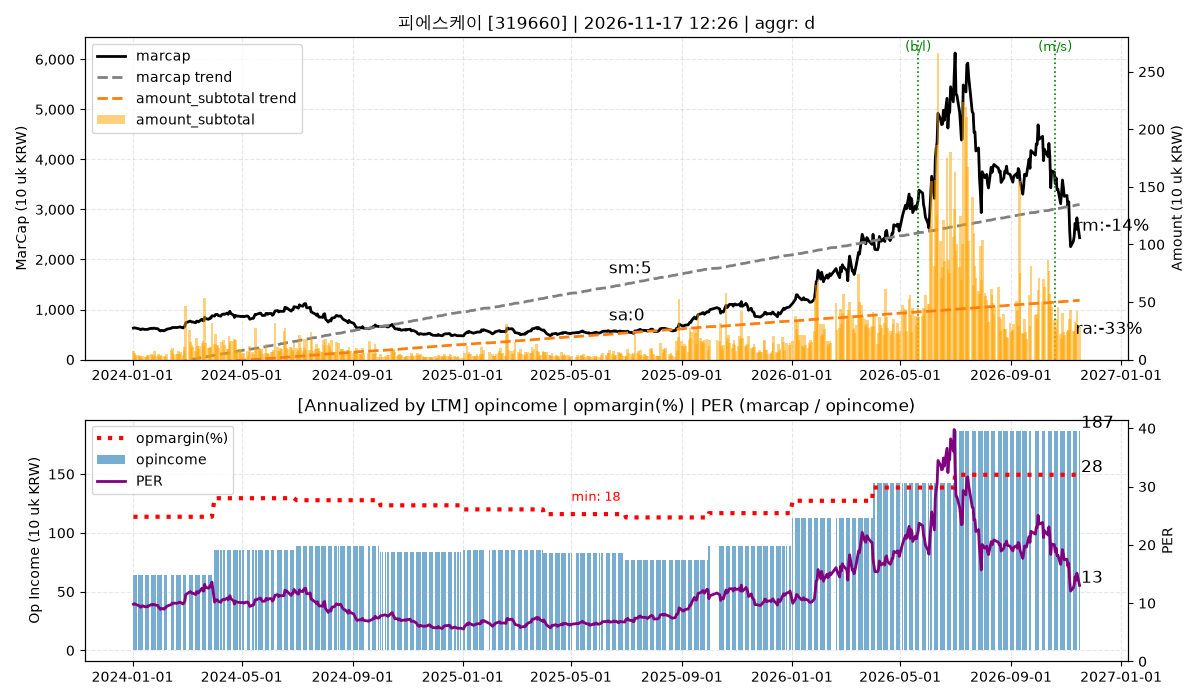 피에스케이 [319660] | 2026-11-17 12:26 | aggr: d
marcap
marcap trend
amount_subtotal trend
amount_subtotal
(b/l)
(m/s)
sm:5
sa:0
rm:-14%
ra:-33%
MarCap (10 uk KRW)
6,000
5,000
4,000
3,000
2,000
1,000
0
Amount (10 uk KRW)
250
200
150
100
50
0
2024-01-01
2024-05-01
2024-09-01
2025-01-01
2025-05-01
2025-09-01
2026-01-01
2026-05-01
2026-09-01
2027-01-01
[Annualized by LTM] opincome | opmargin(%) | PER (marcap / opincome)
opmargin(%)
opincome
PER
min: 18
187
28
13
Op Income (10 uk KRW)
150
100
50
0
PER
40
30
20
10
0
2024-01-01
2024-05-01
2024-09-01
2025-01-01
2025-05-01
2025-09-01
2026-01-01
2026-05-01
2026-09-01
2027-01-01